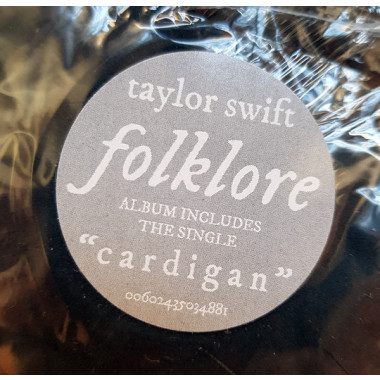 taylor swift
folklore
ALBUM INCLUDES
THE SINGLE
“cardigan”
00602435034881